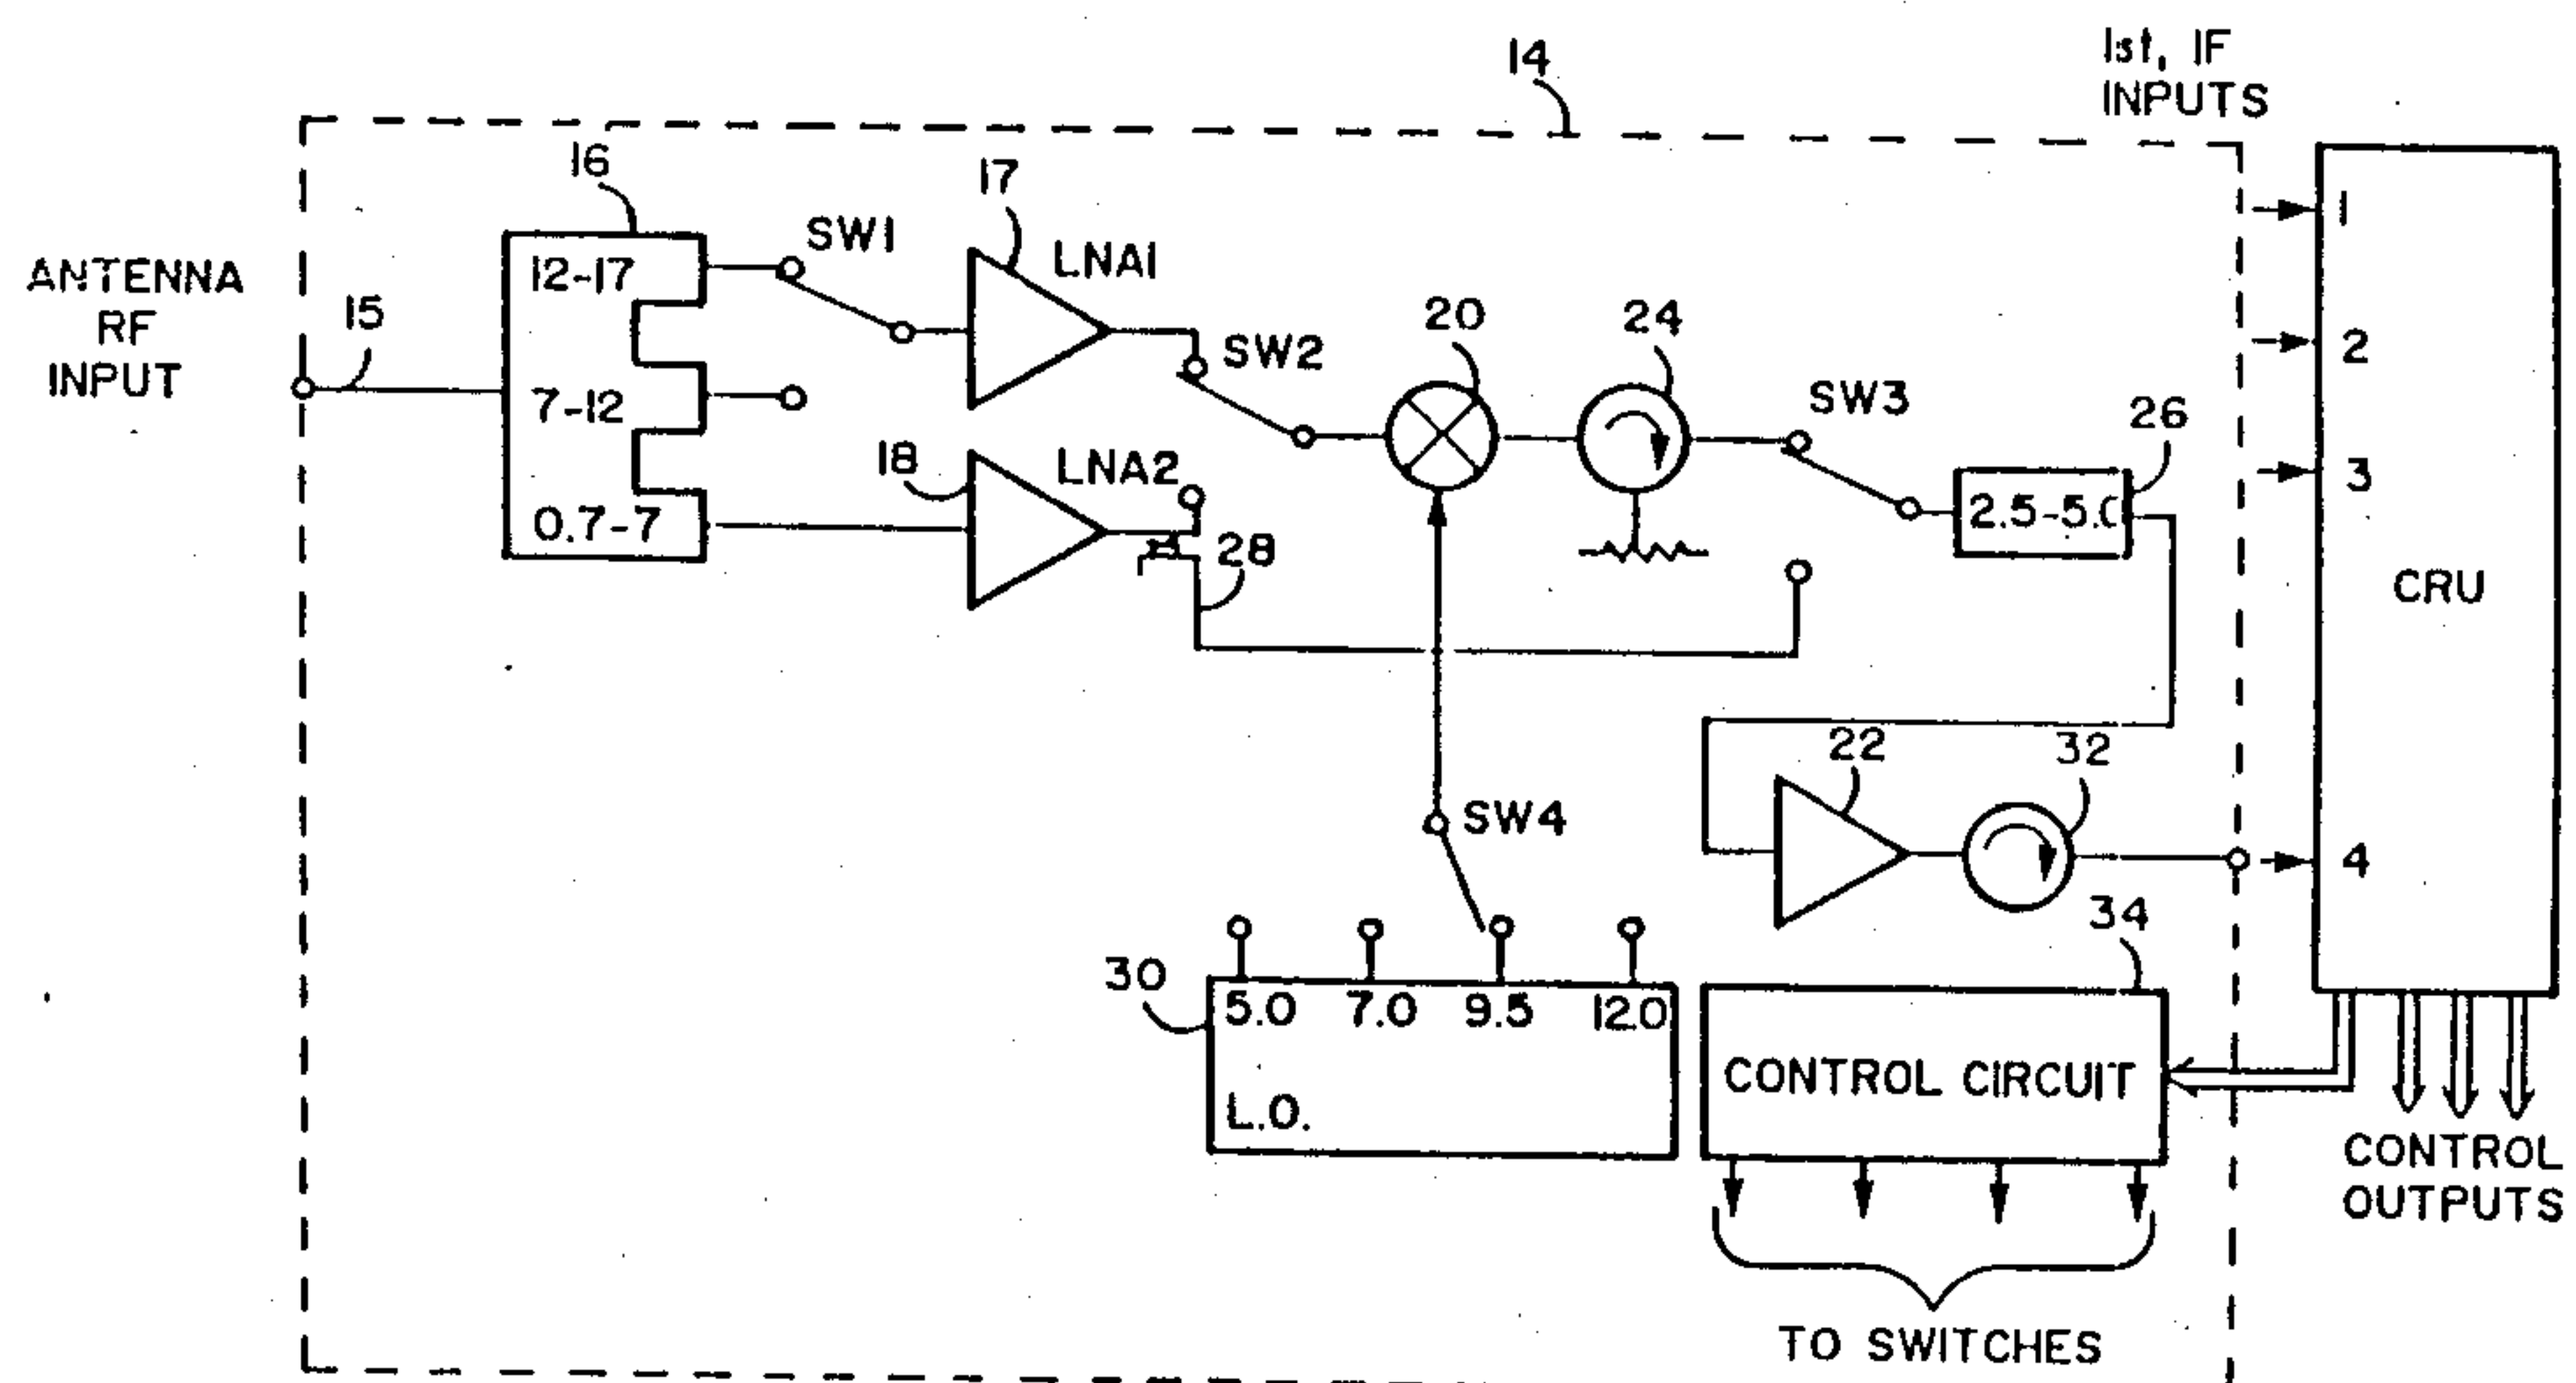 1st, IF
INPUTS
14
16
17
SW1
LNA1
12-17
1
ANTENNA
RF
INPUT
15
SW2
20
24
2
7-12
SW3
26
18
LNA2
3
0.7-7
28
2.5-5.0
CRU
22
32
SW4
4
34
30
5.0
7.0
9.5
12.0
CONTROL CIRCUIT
L.O.
CONTROL
OUTPUTS
TO SWITCHES